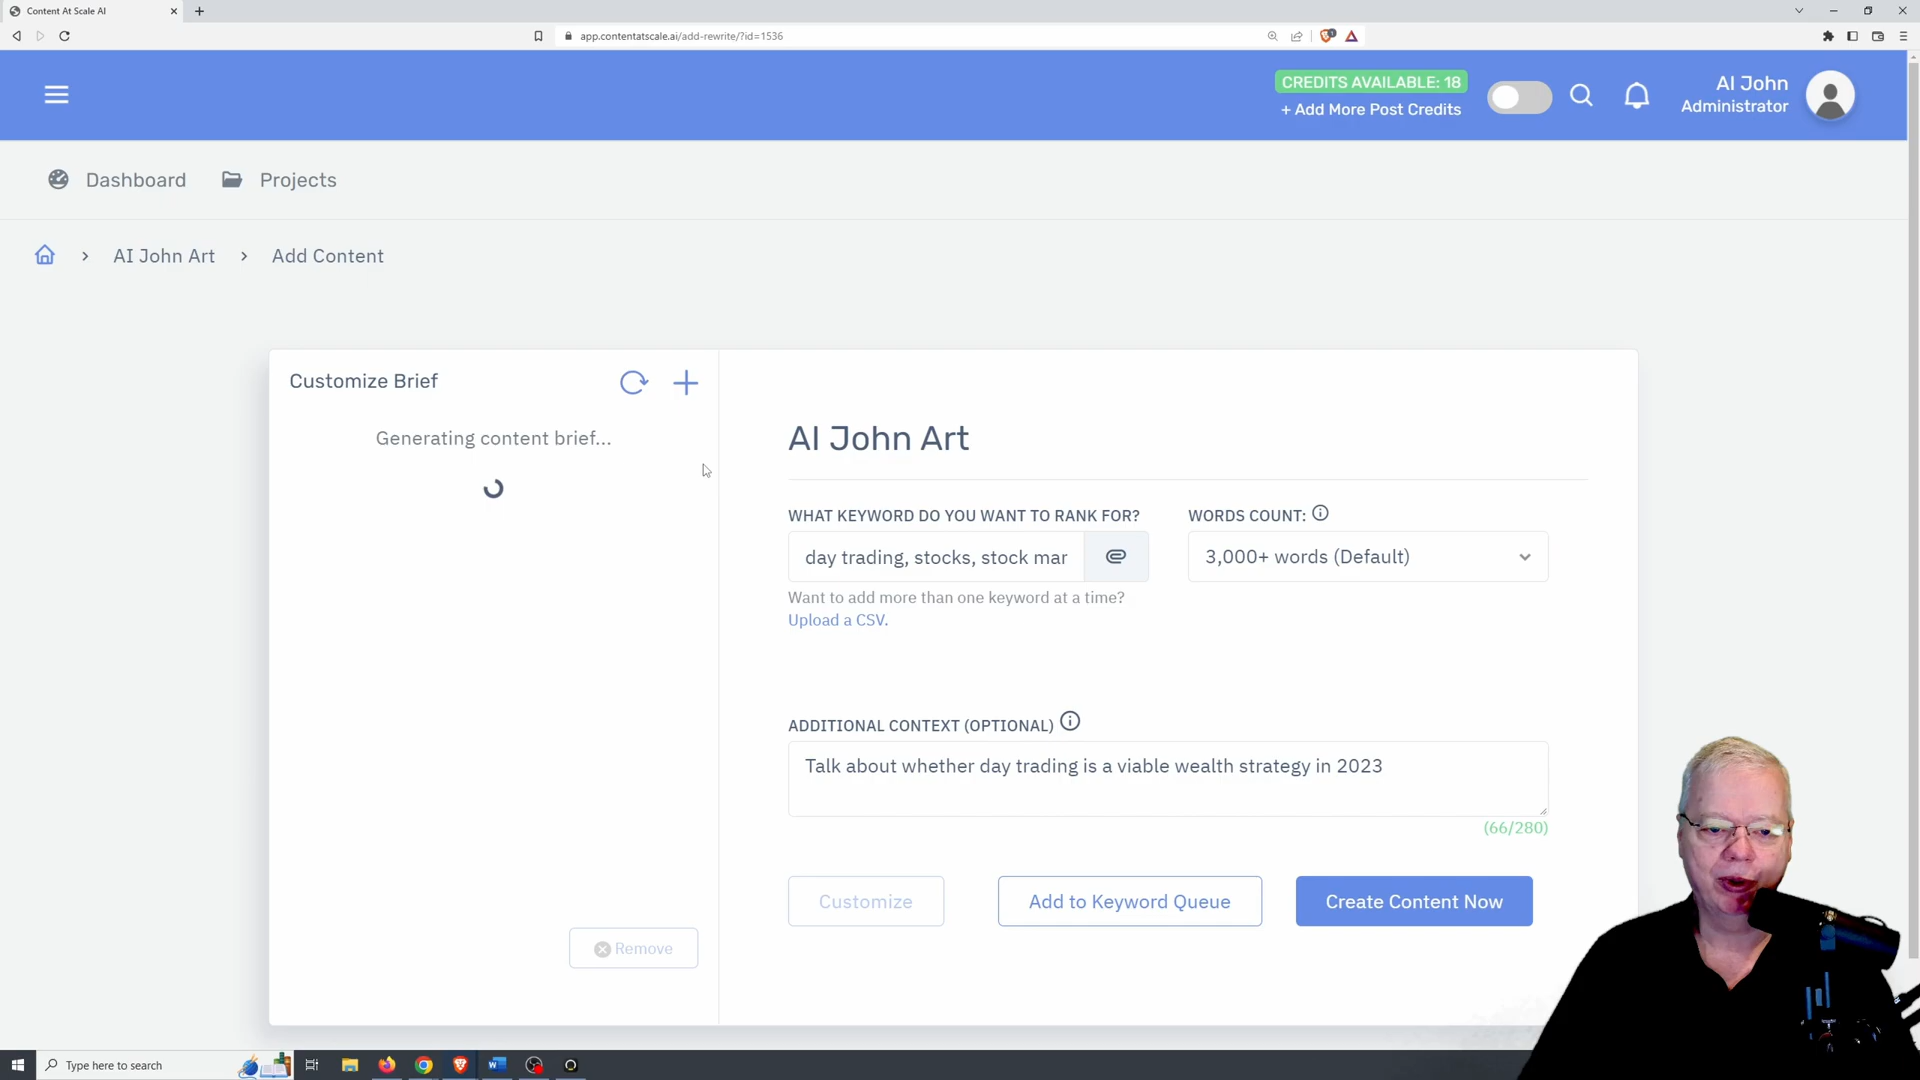 Content At Scale AI
app.contentatscale.ai/add-rewrite/?id=1536
CREDITS AVAILABLE: 18
+ Add More Post Credits
AI John
Administrator
Dashboard
Projects
AI John Art
Add Content
Customize Brief
Generating content brief...
Remove
AI John Art
WHAT KEYWORD DO YOU WANT TO RANK FOR?
day trading, stocks, stock mar
Want to add more than one keyword at a time?
Upload a CSV.
WORDS COUNT:
3,000+ words (Default)
ADDITIONAL CONTEXT (OPTIONAL)
Talk about whether day trading is a viable wealth strategy in 2023
(66/280)
Customize
Add to Keyword Queue
Create Content Now
Type here to search